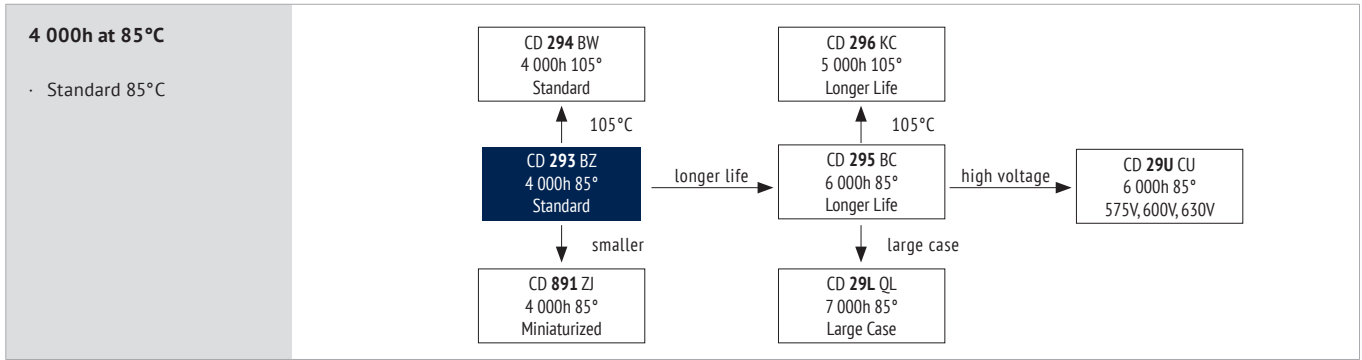 4 000h at 85°C
· Standard 85°C
CD 294 BW
4 000h 105°
Standard
CD 296 KC
5 000h 105°
Longer Life
105°C
105°C
CD 293 BZ
4 000h 85°
Standard
longer life
CD 295 BC
6 000h 85°
Longer Life
high voltage
CD 29U CU
6 000h 85°
575V, 600V, 630V
smaller
large case
CD 891 ZJ
4 000h 85°
Miniaturized
CD 29L QL
7 000h 85°
Large Case